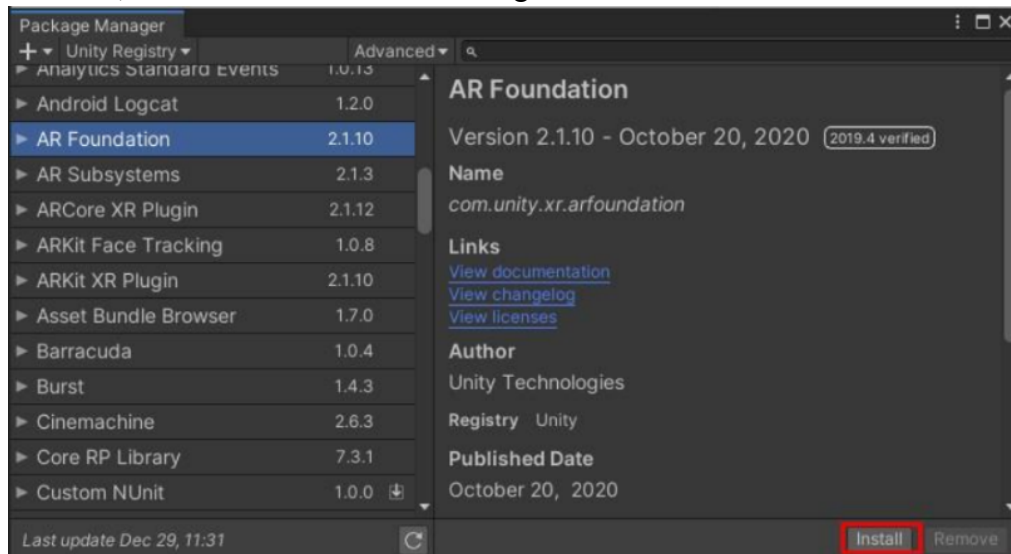 Package Manager
+ Unity Registry Advanced
Analytics Standard Events 1.0.13
Android Logcat 1.2.0
AR Foundation 2.1.10
AR Subsystems 2.1.3
ARCore XR Plugin 2.1.12
ARKit Face Tracking 1.0.8
ARKit XR Plugin 2.1.10
Asset Bundle Browser 1.7.0
Barracuda 1.0.4
Burst 1.4.3
Cinemachine 2.6.3
Core RP Library 7.3.1
Custom NUnit 1.0.0
Last update Dec 29, 11:31
AR Foundation
Version 2.1.10 - October 20, 2020 2019.4 verified
Name
com.unity.xr.arfoundation
Links
View documentation
View changelog
View licenses
Author
Unity Technologies
Registry Unity
Published Date
October 20, 2020
Install Remove